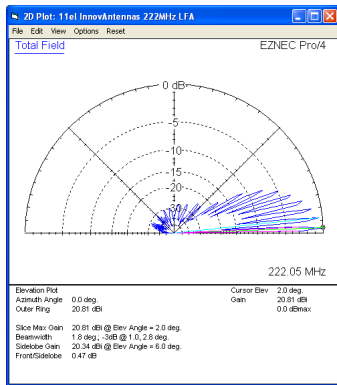 2D Plot: 11el InnovAntennas 222MHz LFA
File Edit View Options Reset
Total Field EZNEC Pro/4
0 dB
-5
-10
-15
-20
-30
222.05 MHz
Elevation Plot Cursor Elev 2.0 deg.
Azimuth Angle 0.0 deg. Gain 20.81 dBi
Outer Ring 20.81 dBi 0.0 dBmax
Slice Max Gain 20.81 dBi @ Elev Angle = 2.0 deg.
Beamwidth 1.8 deg.; -3dB @ 1.0, 2.8 deg.
Sidelobe Gain 20.34 dBi @ Elev Angle = 6.0 deg.
Front/Sidelobe 0.47 dB